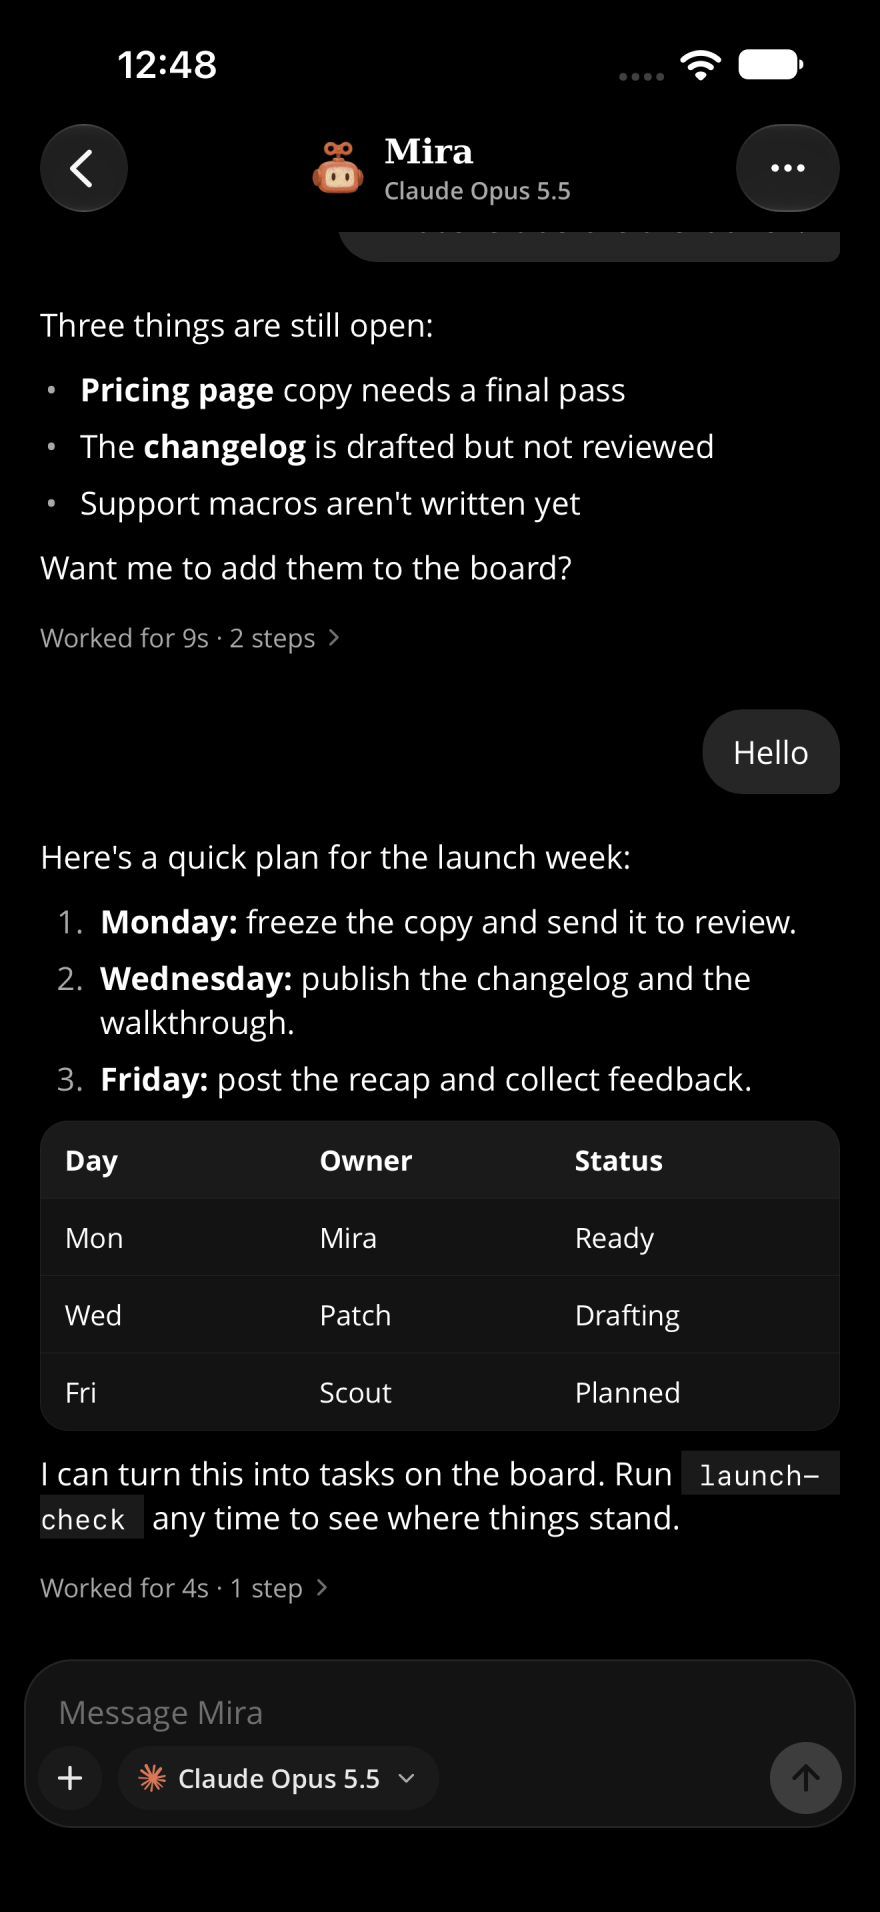 12:48
Mira
Claude Opus 5.5
Three things are still open:
• Pricing page copy needs a final pass
• The changelog is drafted but not reviewed
• Support macros aren't written yet
Want me to add them to the board?
Worked for 9s · 2 steps
Hello
Here's a quick plan for the launch week:
1. Monday: freeze the copy and send it to review.
2. Wednesday: publish the changelog and the
walkthrough.
3. Friday: post the recap and collect feedback.
Day Owner Status
Mon Mira Ready
Wed Patch Drafting
Fri Scout Planned
I can turn this into tasks on the board. Run launch-
check any time to see where things stand.
Worked for 4s · 1 step
Message Mira
Claude Opus 5.5